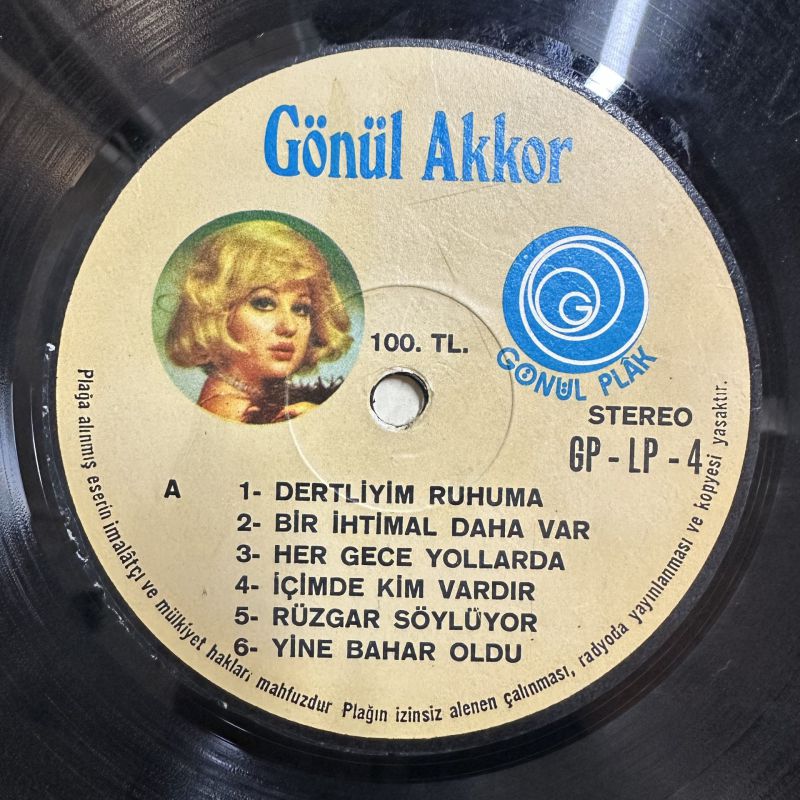 Gönül Akkor
G
GÖNÜL PLÂK
100. TL.
STEREO
GP - LP - 4
A
1- DERTLİYİM RUHUMA
2- BİR İHTİMAL DAHA VAR
3- HER GECE YOLLARDA
4- İÇİMDE KİM VARDIR
5- RÜZGAR SÖYLÜYOR
6- YİNE BAHAR OLDU
Plağa alınmış eserin imalâtçı ve mülkiyet hakları mahfuzdur Plağın izinsiz alenen çalınması, radyoda yayınlanması ve kopyesi yasaktır.